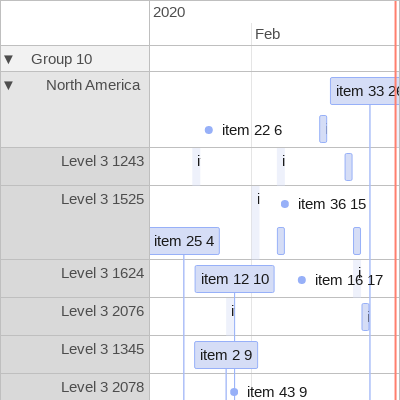 2020
Feb
▼ Group 10
▼ North America
item 33 26
item 22 6
Level 3 1243
i
i
Level 3 1525
i
item 36 15
item 25 4
Level 3 1624
item 12 10
item 16 17
i
Level 3 2076
i
i
Level 3 1345
item 2 9
Level 3 2078
item 43 9